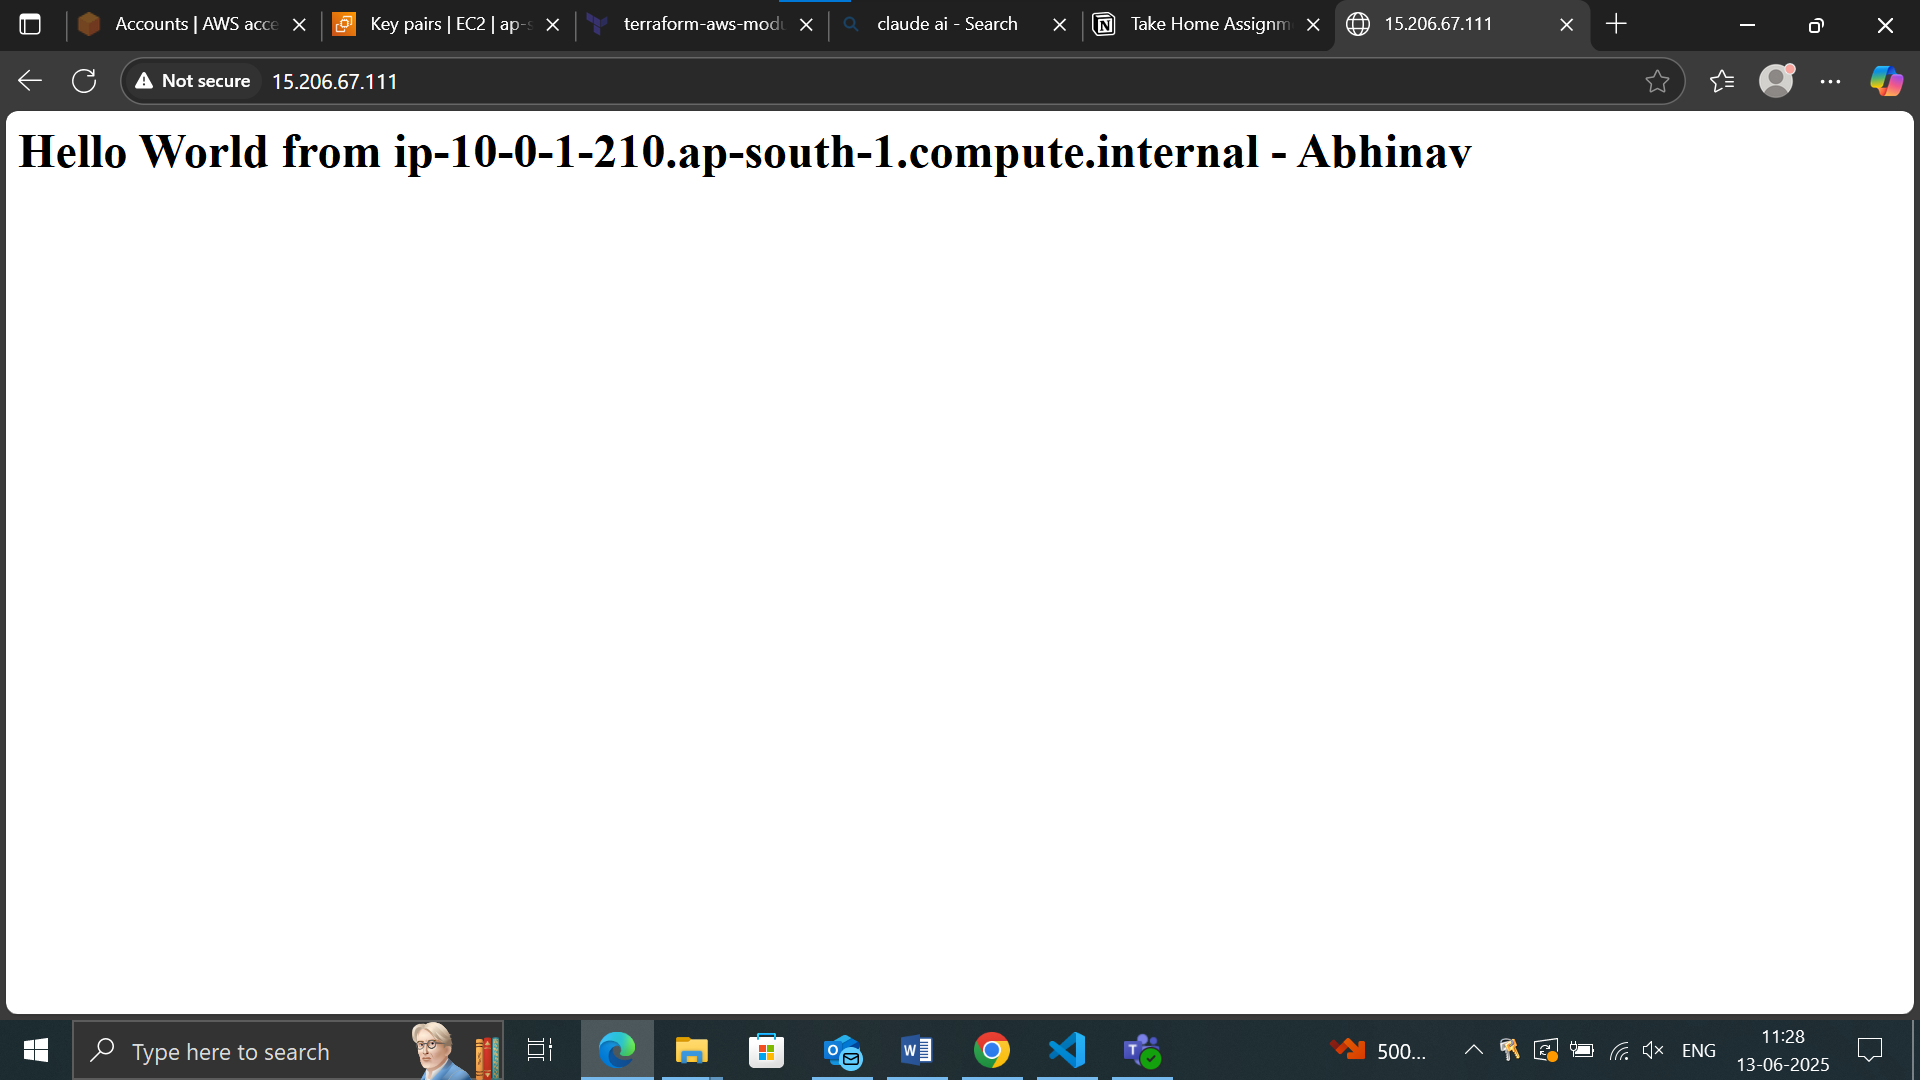 Accounts | AWS acce
Key pairs | EC2 | ap-s
terraform-aws-modu
claude ai - Search
Take Home Assignm
15.206.67.111
Not secure
15.206.67.111
Hello World from ip-10-0-1-210.ap-south-1.compute.internal - Abhinav
Type here to search
500...
ENG
11:28
13-06-2025